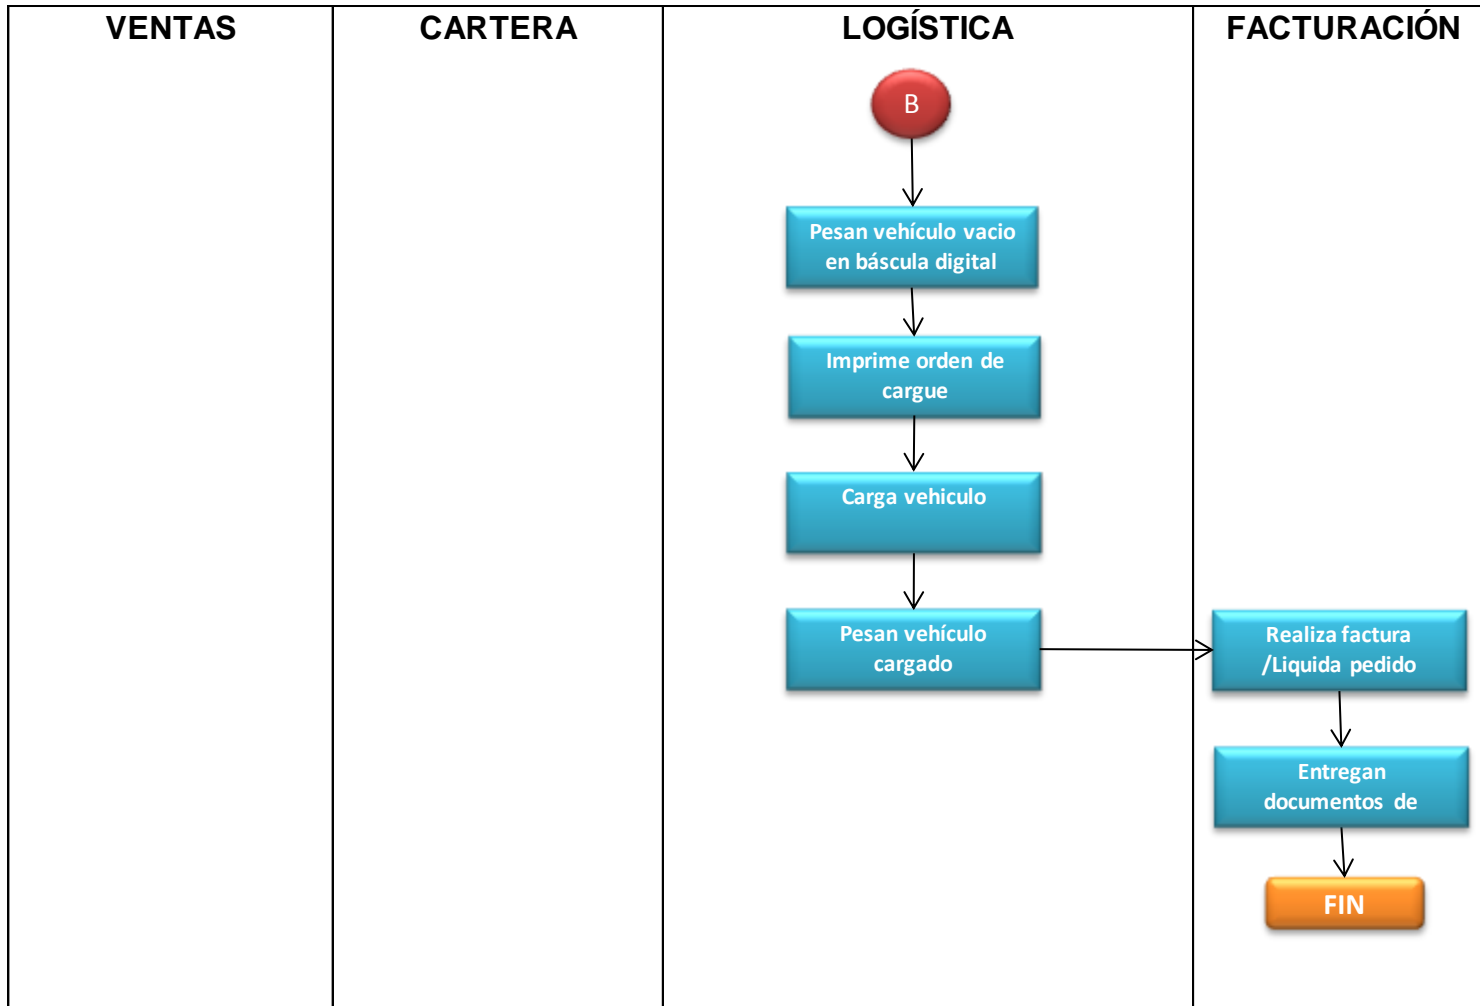 VENTAS
CARTERA
LOGÍSTICA
FACTURACIÓN
B
Pesan vehículo vacio
en báscula digital
Imprime orden de
cargue
Carga vehiculo
Pesan vehículo
cargado
Realiza factura
/Liquida pedido
Entregan
documentos de
FIN